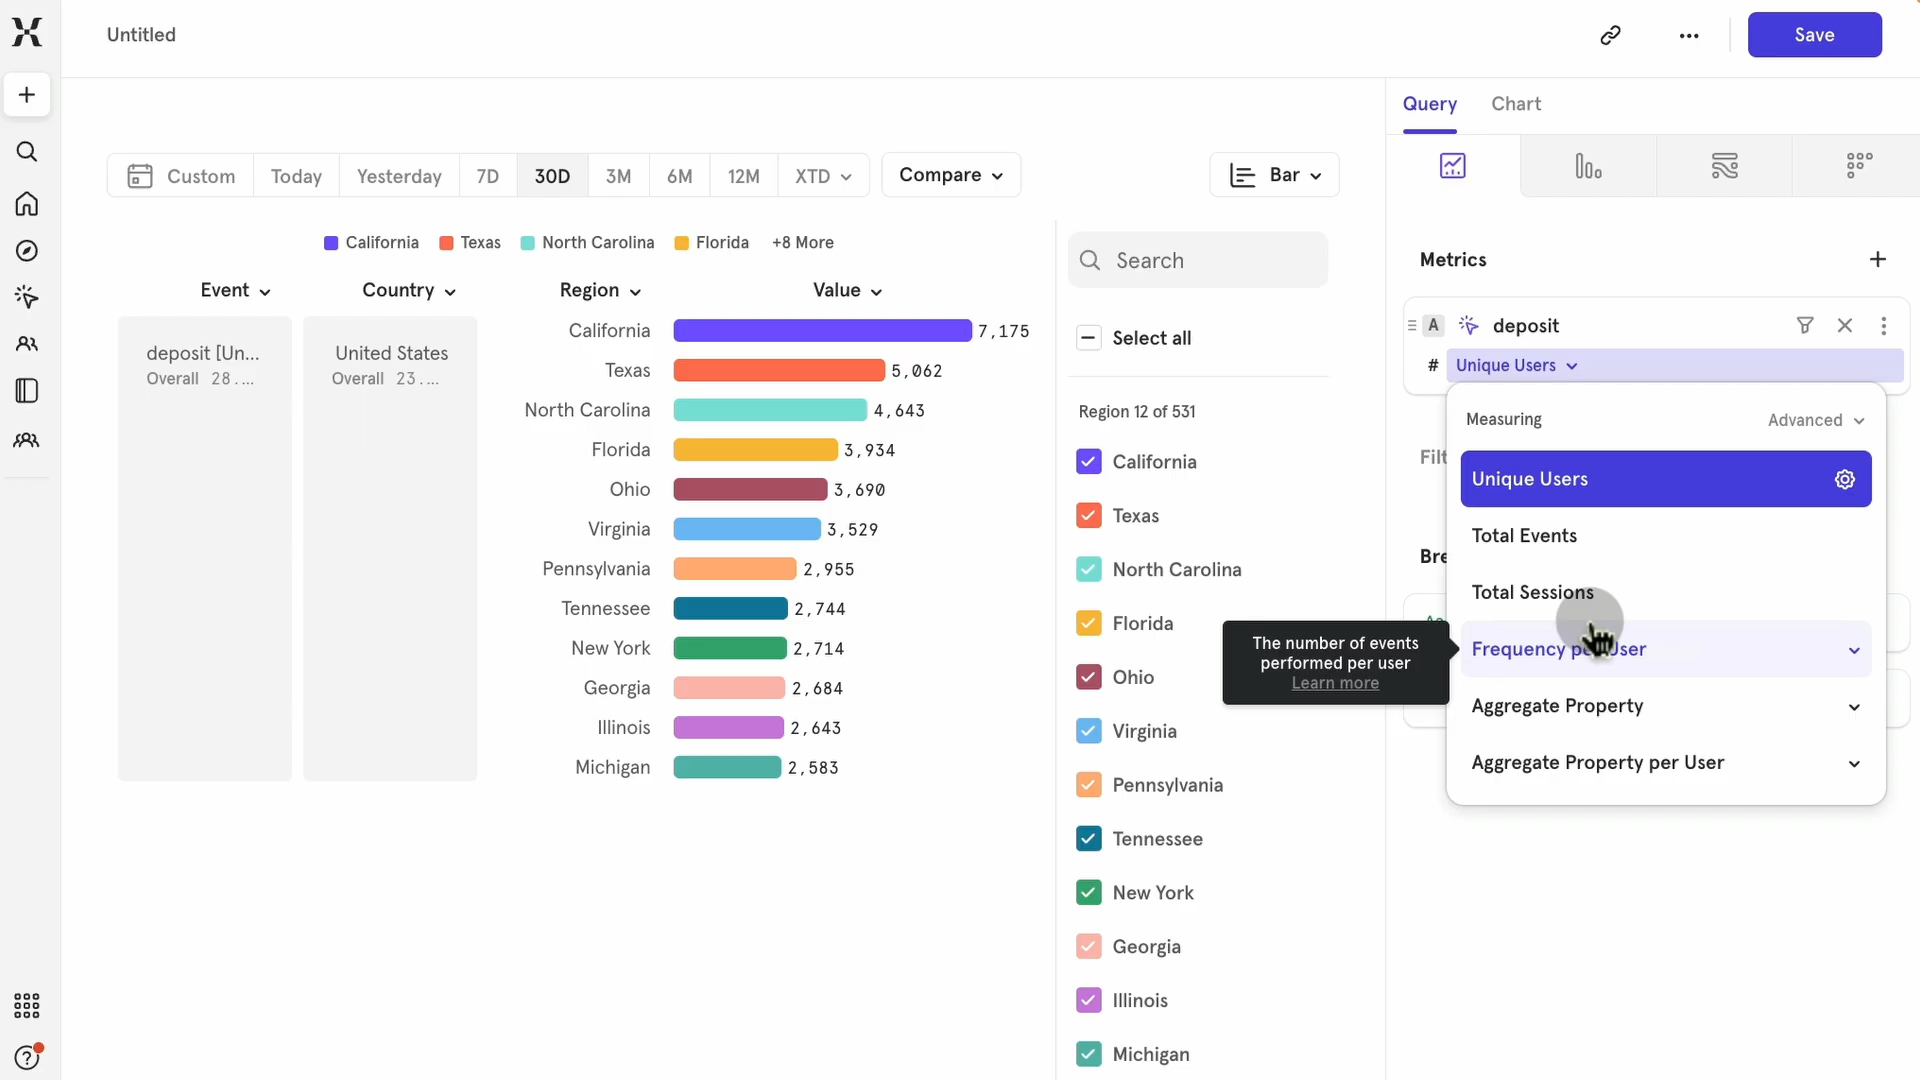 Untitled
Save
Query
Chart
Custom
Today
Yesterday
7D
30D
3M
6M
12M
XTD
Compare
Bar
California
Texas
North Carolina
Florida
+8 More
Event
Country
Region
Value
deposit [Un...
Overall 28....
United States
Overall 23....
California 7,175
Texas 5,062
North Carolina 4,643
Florida 3,934
Ohio 3,690
Virginia 3,529
Pennsylvania 2,955
Tennessee 2,744
New York 2,714
Georgia 2,684
Illinois 2,643
Michigan 2,583
Search
Select all
Region 12 of 531
California
Texas
North Carolina
Florida
Ohio
Virginia
Pennsylvania
Tennessee
New York
Georgia
Illinois
Michigan
Metrics
A deposit
# Unique Users
Measuring
Advanced
Filt
Bre
Unique Users
Total Events
Total Sessions
Frequency per User
Aggregate Property
Aggregate Property per User
The number of events
performed per user
Learn more